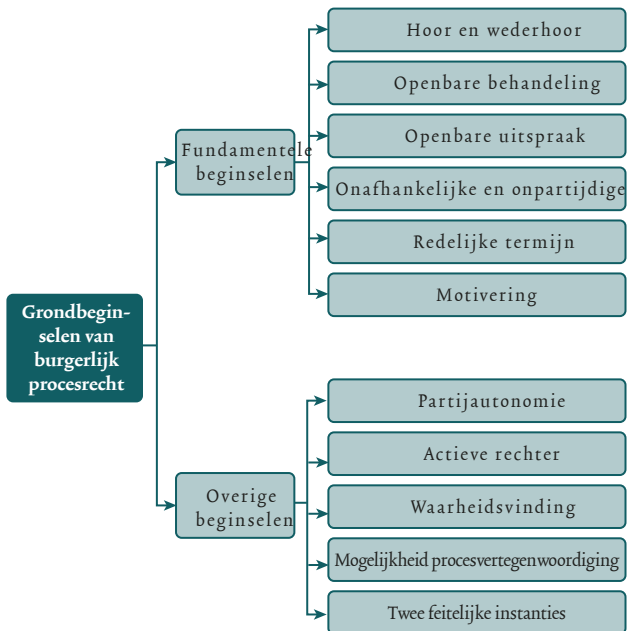 Grondbegin-
selen van
burgerlijk
procesrecht
Fundamentele
beginselen
Hoor en wederhoor
Openbare behandeling
Openbare uitspraak
Onafhankelijke en onpartijdige
Redelijke termijn
Motivering
Overige
beginselen
Partijautonomie
Actieve rechter
Waarheidsvinding
Mogelijkheid procesvertegenwoordiging
Twee feitelijke instanties